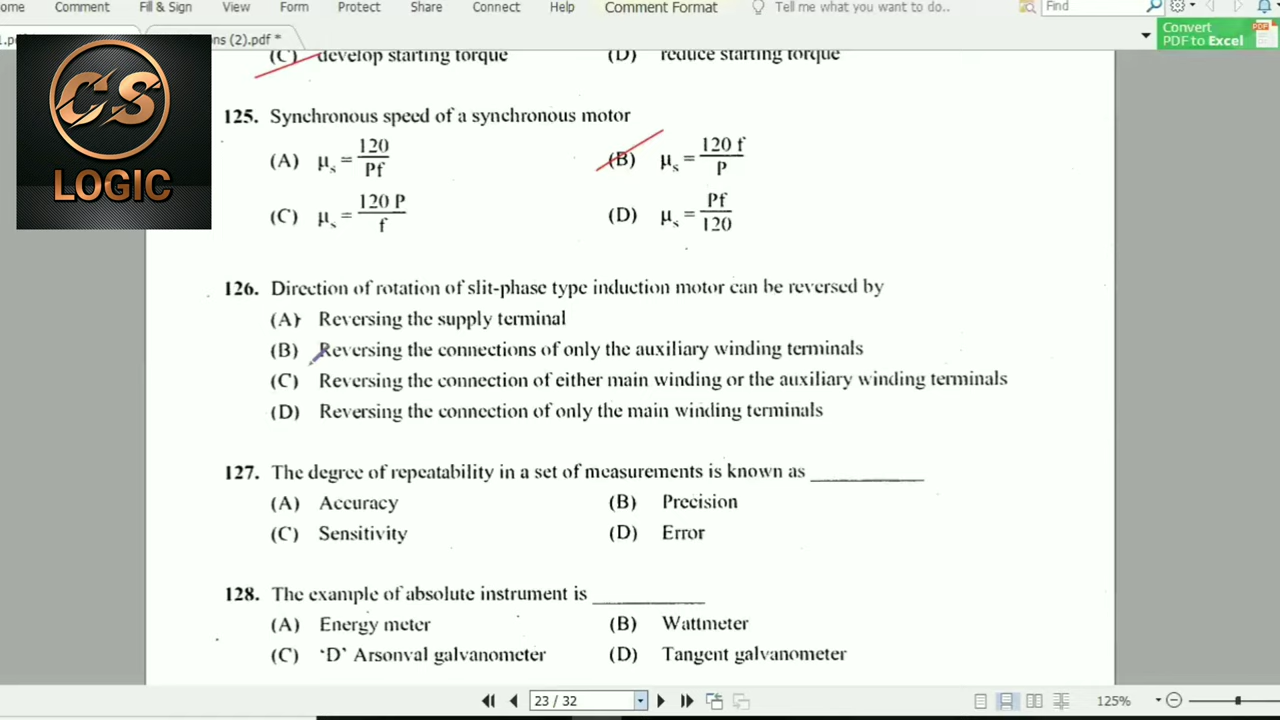 ome Comment Fill & Sign View Form Protect Share Connect Help Comment Format Tell me what you want to do.. Find
1.p ons (2).pdf * Convert PDF to Excel
CS
LOGIC
(C) develop starting torque (D) reduce starting torque
125. Synchronous speed of a synchronous motor
(A) μs = 120 / Pf (B) μs = 120 f / P
(C) μs = 120 P / f (D) μs = Pf / 120
126. Direction of rotation of slit-phase type induction motor can be reversed by
(A) Reversing the supply terminal
(B) Reversing the connections of only the auxiliary winding terminals
(C) Reversing the connection of either main winding or the auxiliary winding terminals
(D) Reversing the connection of only the main winding terminals
127. The degree of repeatability in a set of measurements is known as __________
(A) Accuracy (B) Precision
(C) Sensitivity (D) Error
128. The example of absolute instrument is __________
(A) Energy meter (B) Wattmeter
(C) ‘D’ Arsonval galvanometer (D) Tangent galvanometer
23 / 32 125%